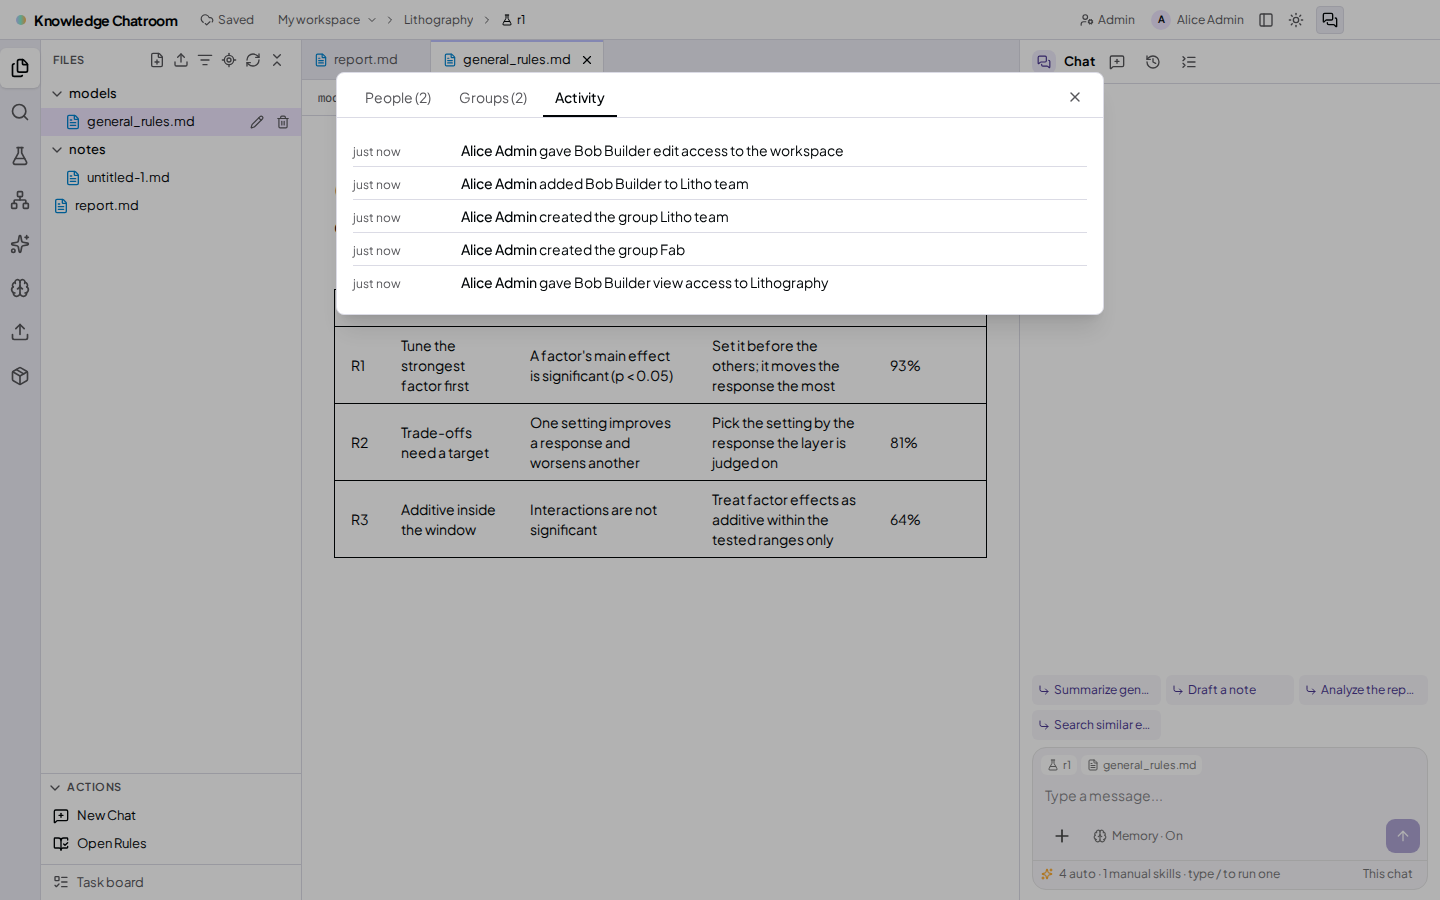 Knowledge Chatroom
Saved
My workspace
Lithography
r1
Admin
A
Alice Admin
FILES
report.md
general_rules.md
Chat
models
general_rules.md
notes
untitled-1.md
report.md
People (2)
Groups (2)
Activity
just now Alice Admin gave Bob Builder edit access to the workspace
just now Alice Admin added Bob Builder to Litho team
just now Alice Admin created the group Litho team
just now Alice Admin created the group Fab
just now Alice Admin gave Bob Builder view access to Lithography
R1
Tune the
strongest
factor first
A factor's main effect
is significant (p < 0.05)
Set it before the
others; it moves the
response the most
93%
R2
Trade-offs
need a target
One setting improves
a response and
worsens another
Pick the setting by the
response the layer is
judged on
81%
R3
Additive inside
the window
Interactions are not
significant
Treat factor effects as
additive within the
tested ranges only
64%
ACTIONS
New Chat
Open Rules
Task board
Summarize gen...
Draft a note
Analyze the rep...
Search similar e...
r1
general_rules.md
Type a message...
Memory · On
4 auto · 1 manual skills · type / to run one
This chat